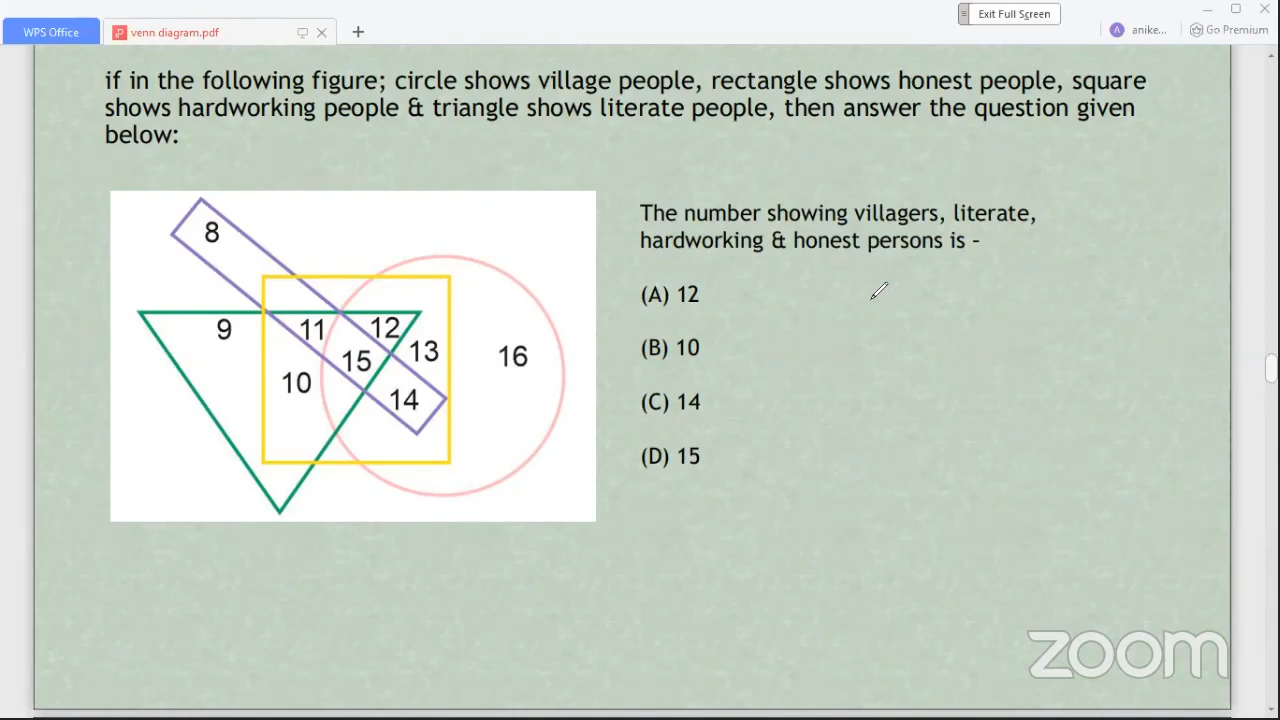 Exit Full Screen
WPS Office
venn diagram.pdf
anike...
Go Premium
if in the following figure; circle shows village people, rectangle shows honest people, square
shows hardworking people & triangle shows literate people, then answer the question given
below:
8
9
11
12
13
15
10
14
16
The number showing villagers, literate,
hardworking & honest persons is -
(A) 12
(B) 10
(C) 14
(D) 15
zoom